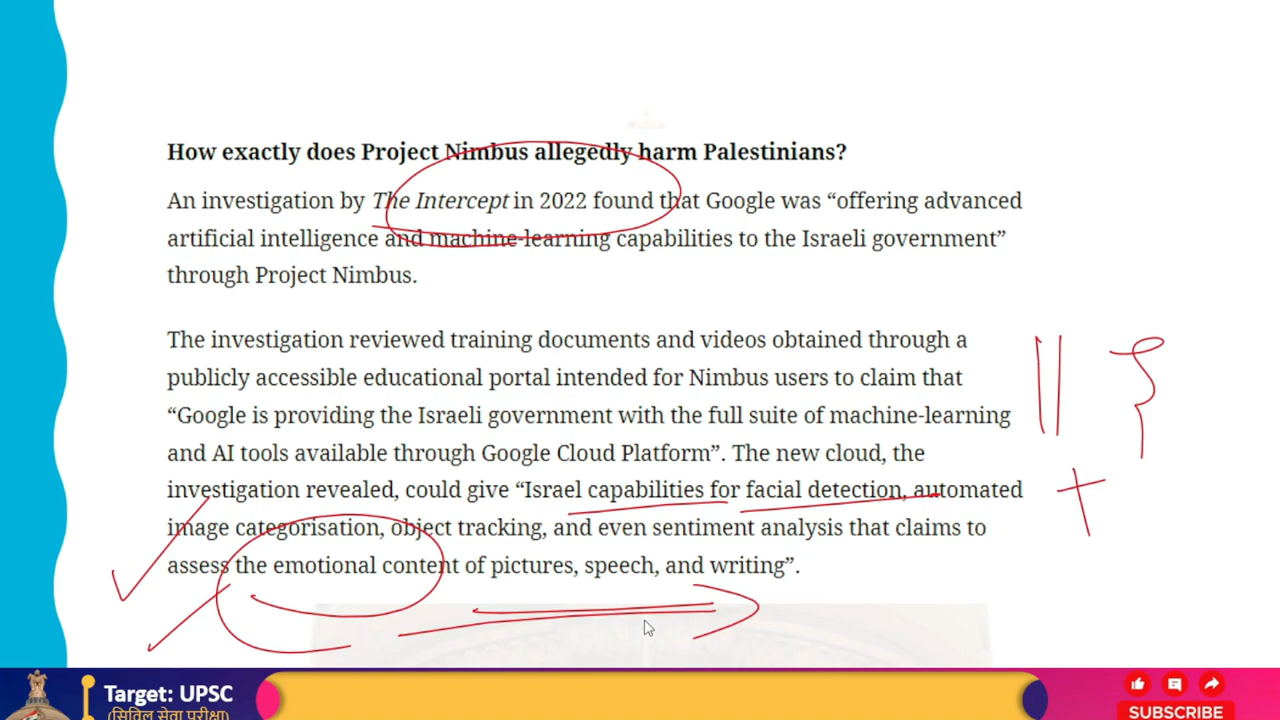 How exactly does Project Nimbus allegedly harm Palestinians?
An investigation by The Intercept in 2022 found that Google was “offering advanced
artificial intelligence and machine-learning capabilities to the Israeli government”
through Project Nimbus.
The investigation reviewed training documents and videos obtained through a
publicly accessible educational portal intended for Nimbus users to claim that
“Google is providing the Israeli government with the full suite of machine-learning
and AI tools available through Google Cloud Platform”. The new cloud, the
investigation revealed, could give “Israel capabilities for facial detection, automated
image categorisation, object tracking, and even sentiment analysis that claims to
assess the emotional content of pictures, speech, and writing”.
Target: UPSC
(सिविल सेवा परीक्षा)
SUBSCRIBE